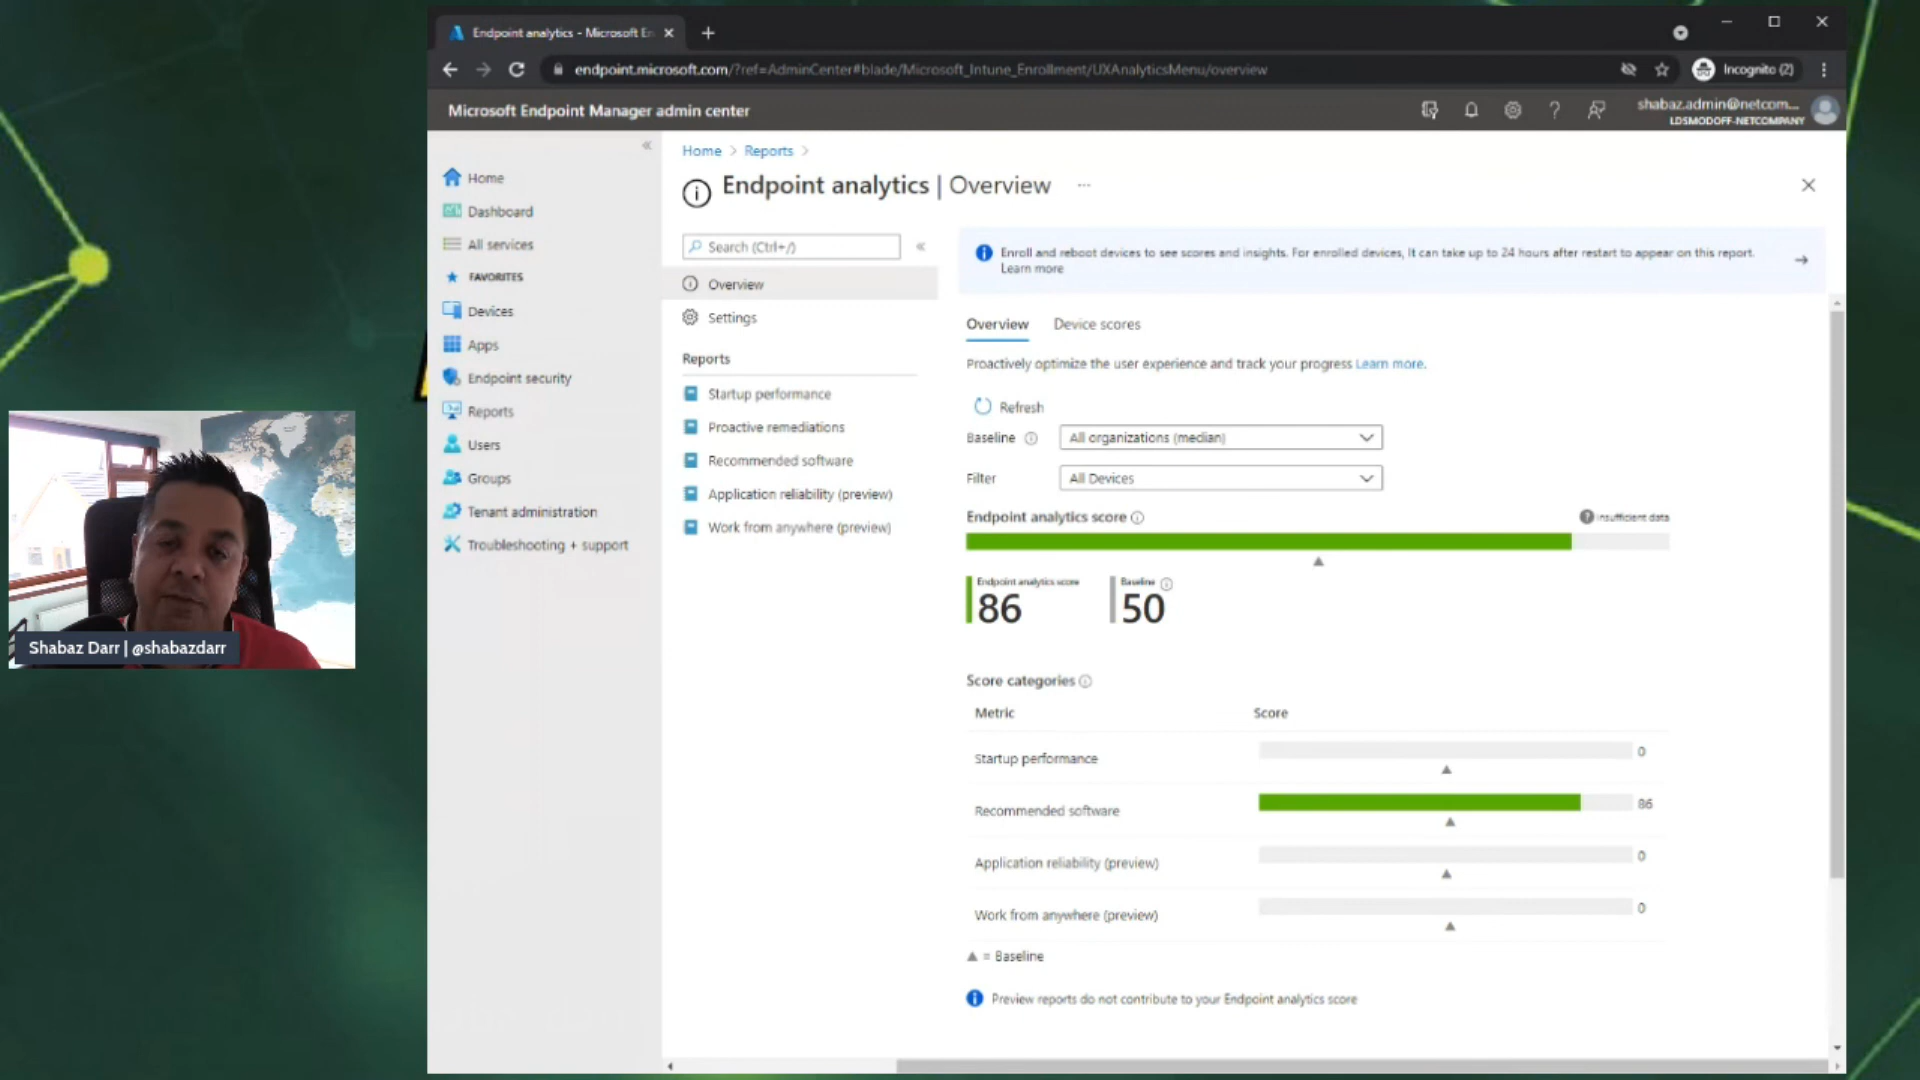 Endpoint analytics - Microsoft En
endpoint.microsoft.com/?ref=AdminCenter#blade/Microsoft_Intune_Enrollment/UXAnalyticsMenu/overview
Incognito (2)
Microsoft Endpoint Manager admin center
shabaz.admin@netcom...
LDSMODOFF-NETCOMPANY
Home
Dashboard
All services
FAVORITES
Devices
Apps
Endpoint security
Reports
Users
Groups
Tenant administration
Troubleshooting + support
Home > Reports >
Endpoint analytics | Overview ...
Search (Ctrl+/)
Overview
Settings
Reports
Startup performance
Proactive remediations
Recommended software
Application reliability (preview)
Work from anywhere (preview)
Enroll and reboot devices to see scores and insights. For enrolled devices, it can take up to 24 hours after restart to appear on this report.
Learn more
Overview Device scores
Proactively optimize the user experience and track your progress Learn more.
Refresh
Baseline All organizations (median)
Filter All Devices
Endpoint analytics score Insufficient data
Endpoint analytics score Baseline
86 50
Score categories
Metric Score
Startup performance 0
Recommended software 86
Application reliability (preview) 0
Work from anywhere (preview) 0
▲ = Baseline
Preview reports do not contribute to your Endpoint analytics score
Shabaz Darr | @shabazdarr